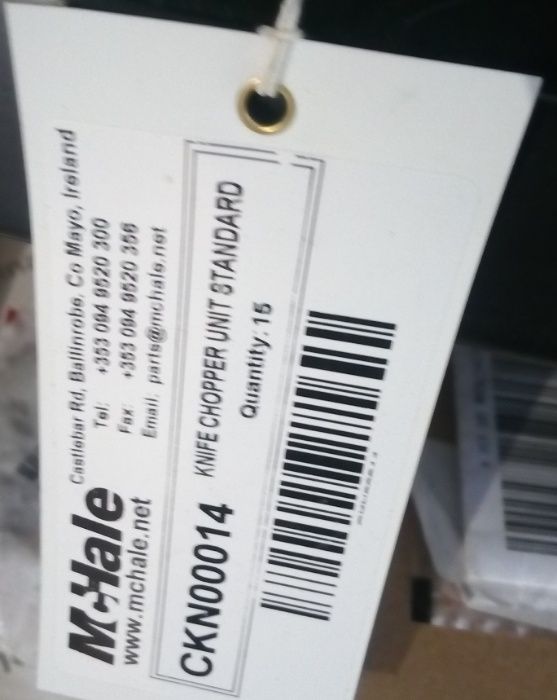 McHale
www.mchale.net
Castlebar Rd, Ballinrobe, Co Mayo, Ireland
Tel: +353 094 9520 300
Fax: +353 094 9520 356
Email: parts@mchale.net
CKN00014 KNIFE CHOPPER UNIT STANDARD
Quantity: 15